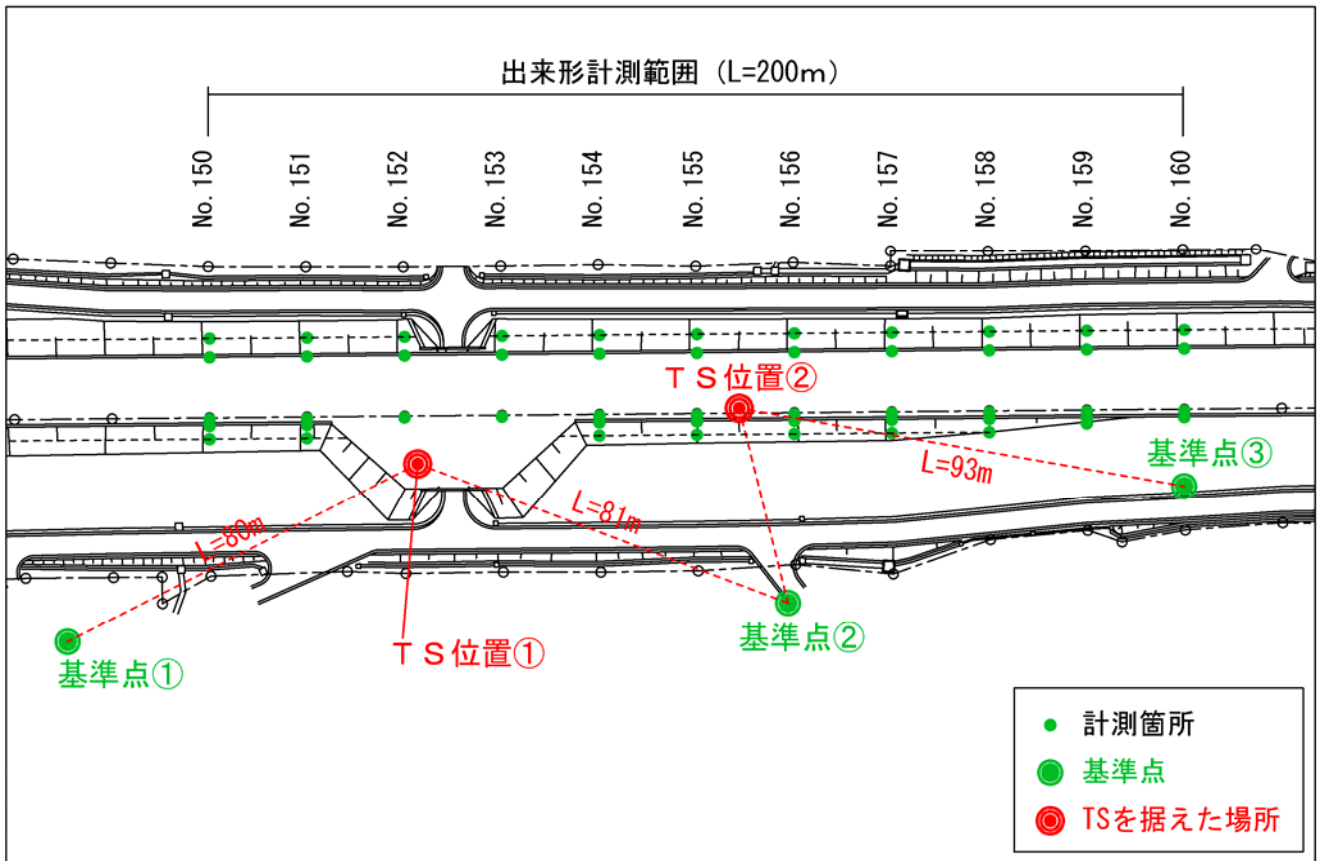 出来形計測範囲（L=200m）
No.150
No.151
No.152
No.153
No.154
No.155
No.156
No.157
No.158
No.159
No.160
ＴＳ位置②
L=93m
基準点③
L=80m
L=81m
基準点①
ＴＳ位置①
基準点②
計測箇所
基準点
TSを据えた場所